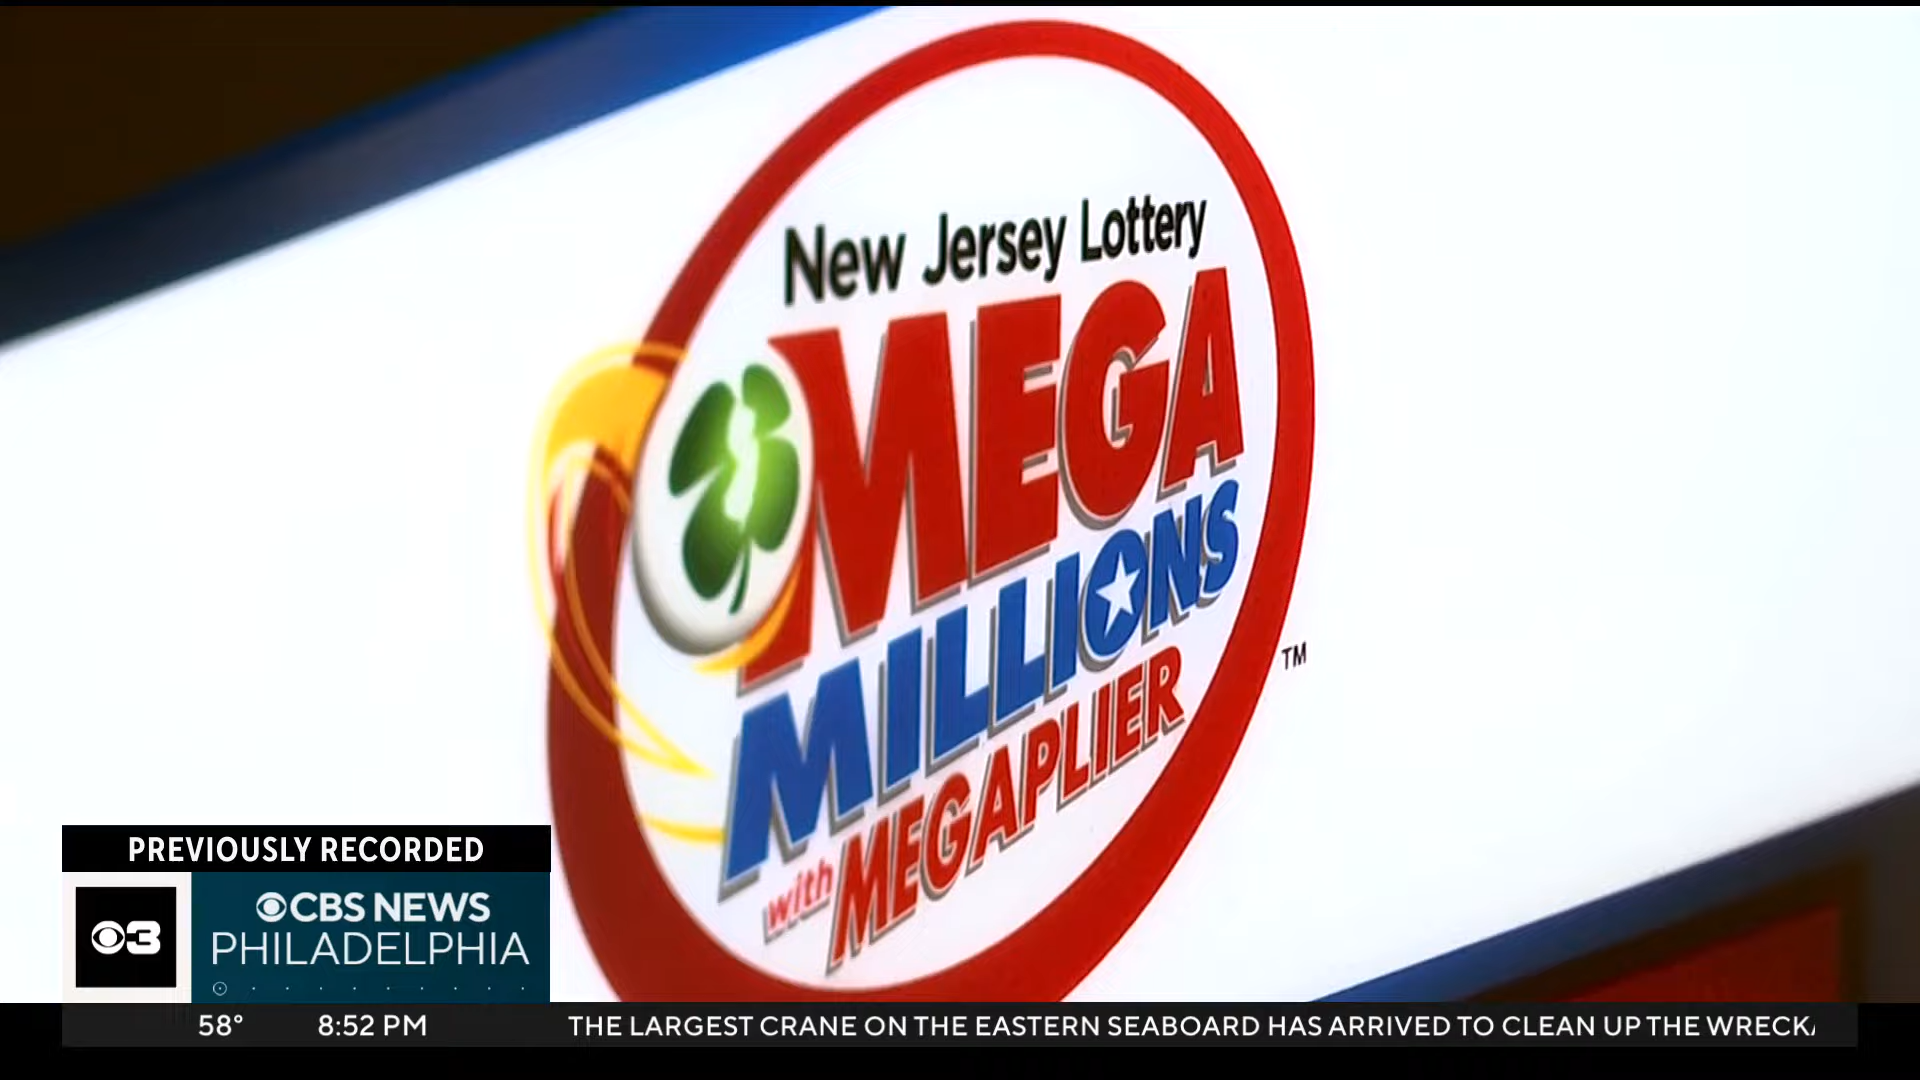 New Jersey Lottery
MEGA
MILLIONS
with MEGAPLIER
TM
PREVIOUSLY RECORDED
3
CBS NEWS
PHILADELPHIA
58° 8:52 PM THE LARGEST CRANE ON THE EASTERN SEABOARD HAS ARRIVED TO CLEAN UP THE